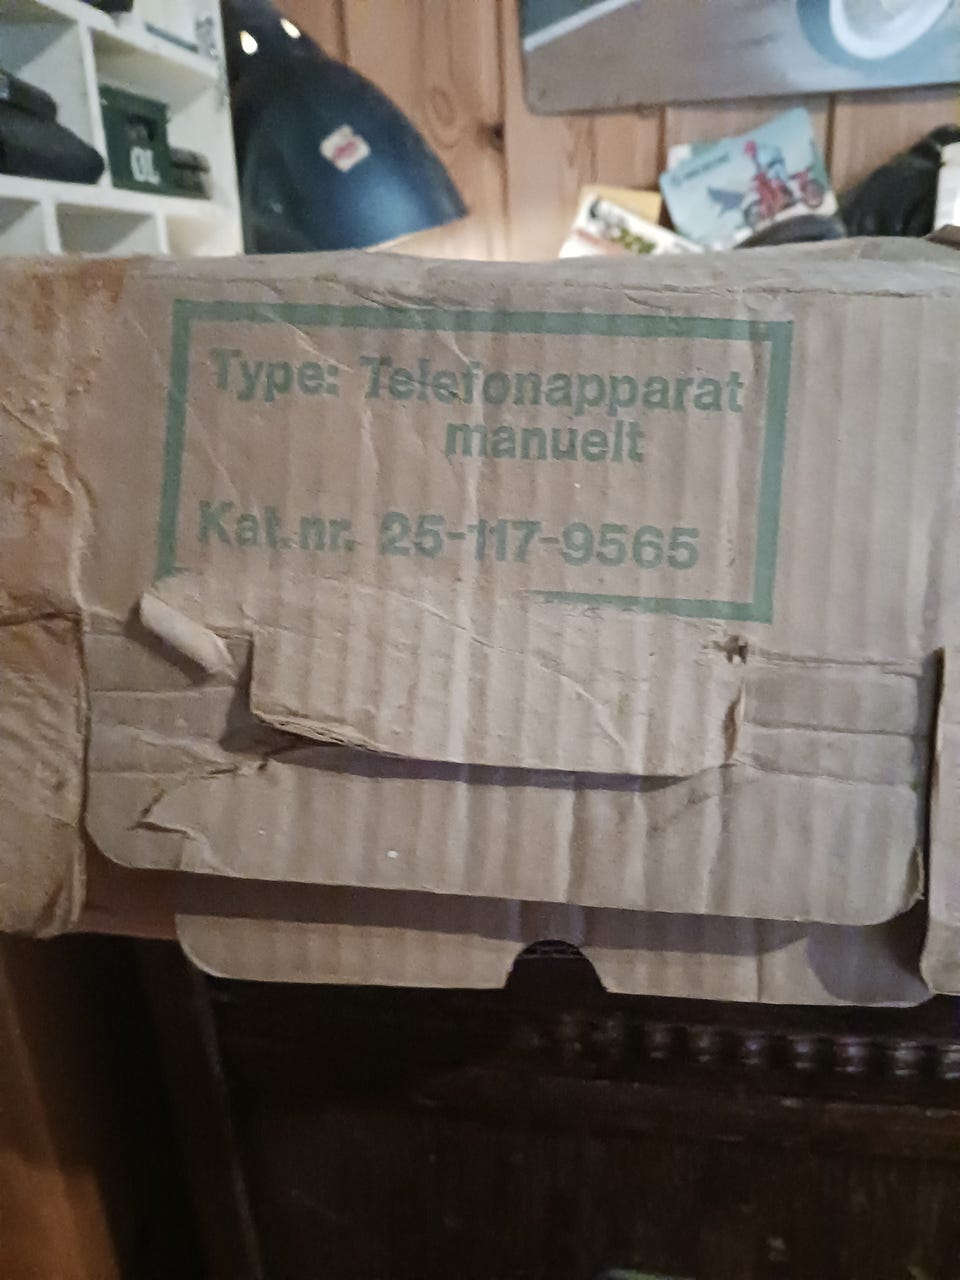 Type: Telefonapparat
manuelt
Kat.nr. 25-117-9565